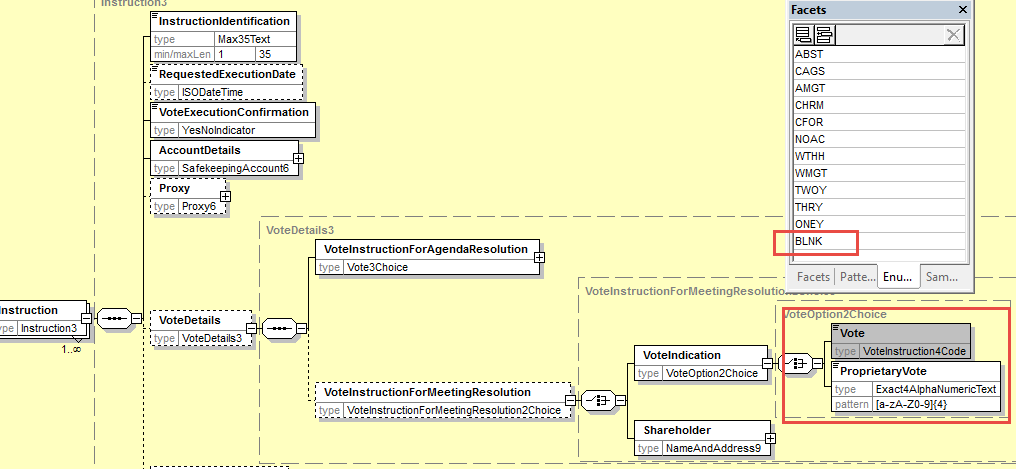 Instruction3
InstructionIdentification
type Max35Text
min/maxLen 1 35
RequestedExecutionDate
type ISODateTime
VoteExecutionConfirmation
type YesNoIndicator
AccountDetails
type SafekeepingAccount6
Proxy
type Proxy6
nstruction
ype Instruction3
1..∞
VoteDetails
type VoteDetails3
VoteDetails3
VoteInstructionForAgendaResolution
type Vote3Choice
VoteInstructionForMeetingResolution
type VoteInstructionForMeetingResolution2Choice
VoteInstructionForMeetingResolution2Choice
VoteIndication
type VoteOption2Choice
Shareholder
type NameAndAddress9
VoteOption2Choice
Vote
type VoteInstruction4Code
ProprietaryVote
type Exact4AlphaNumericText
pattern [a-zA-Z0-9]{4}
Facets
ABST
CAGS
AMGT
CHRM
CFOR
NOAC
WTHH
WMGT
TWOY
THRY
ONEY
BLNK
Facets Patte... Enu... Sam...